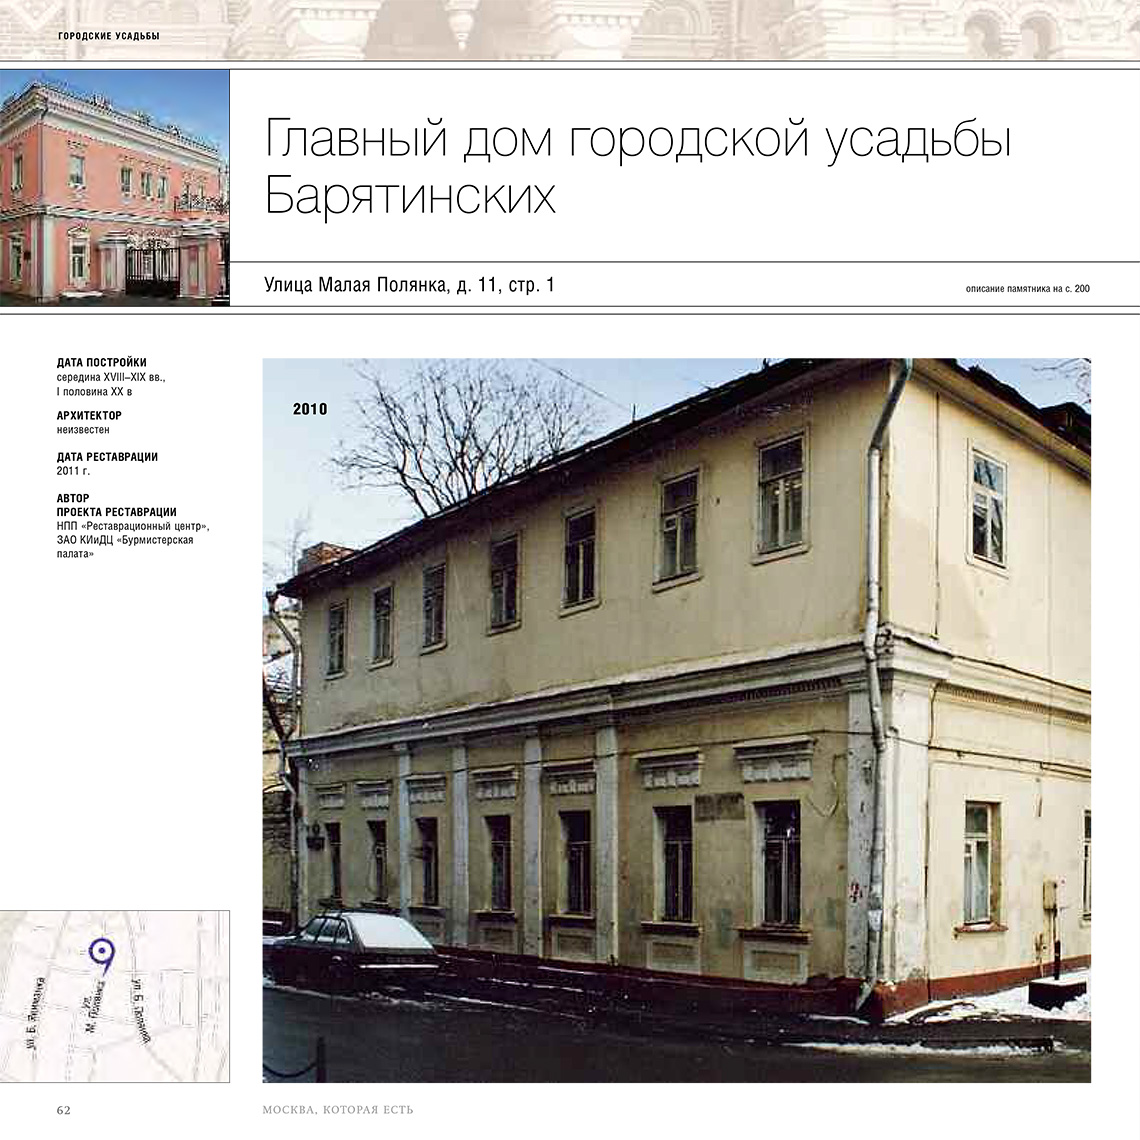 ГОРОДСКИЕ УСАДЬБЫ
Главный дом городской усадьбы
Барятинских
Улица Малая Полянка, д. 11, стр. 1
описание памятника на с. 200
ДАТА ПОСТРОЙКИ
середина XVIII–XIX вв.,
I половина XX в
АРХИТЕКТОР
неизвестен
ДАТА РЕСТАВРАЦИИ
2011 г.
АВТОР
ПРОЕКТА РЕСТАВРАЦИИ
НПП «Реставрационный центр»,
ЗАО КИиДЦ «Бурмистерская
палата»
2010
ул. Б. Якиманка
ул.
М. Полянка
ул. Б. Полянка
62
МОСКВА, КОТОРАЯ ЕСТЬ